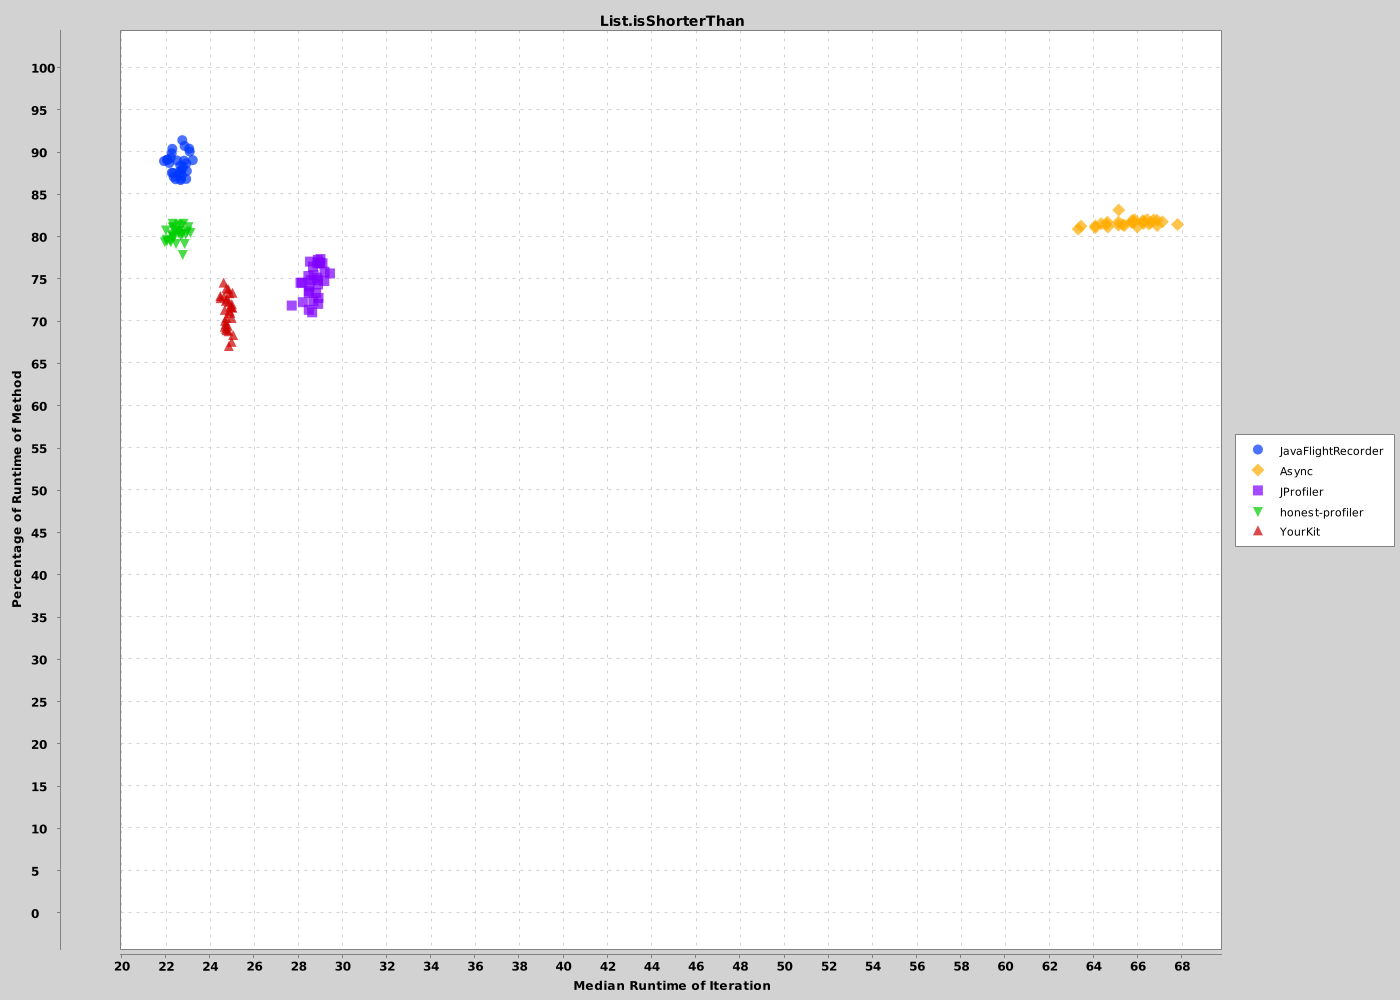 List.isShorterThan
Percentage of Runtime of Method
100
95
90
85
80
75
70
65
60
55
50
45
40
35
30
25
20
15
10
5
0
20 22 24 26 28 30 32 34 36 38 40 42 44 46 48 50 52 54 56 58 60 62 64 66 68
Median Runtime of Iteration
JavaFlightRecorder
Async
JProfiler
honest-profiler
YourKit